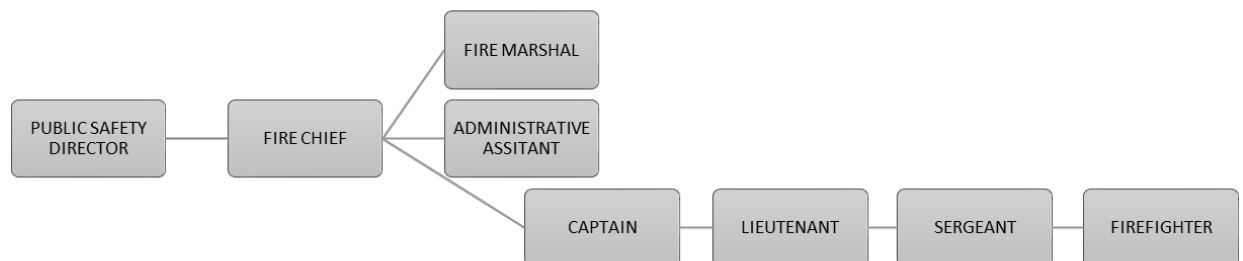 FIRE MARSHAL
PUBLIC SAFETY
DIRECTOR
FIRE CHIEF
ADMINISTRATIVE
ASSITANT
CAPTAIN
LIEUTENANT
SERGEANT
FIREFIGHTER